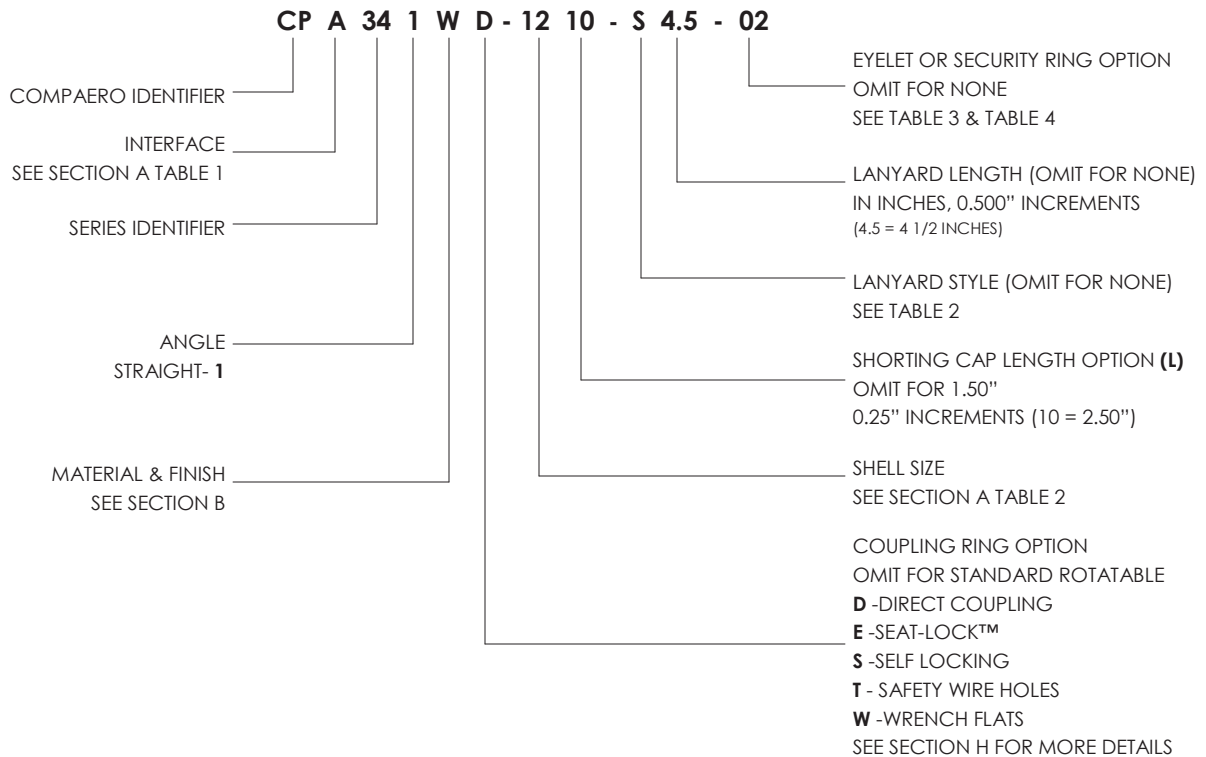 CP A 34 1 W D - 12 10 - S 4.5 - 02
COMPAERO IDENTIFIER
INTERFACE
SEE SECTION A TABLE 1
SERIES IDENTIFIER
ANGLE
STRAIGHT- 1
MATERIAL & FINISH
SEE SECTION B
EYELET OR SECURITY RING OPTION
OMIT FOR NONE
SEE TABLE 3 & TABLE 4
LANYARD LENGTH (OMIT FOR NONE)
IN INCHES, 0.500” INCREMENTS
(4.5 = 4 1/2 INCHES)
LANYARD STYLE (OMIT FOR NONE)
SEE TABLE 2
SHORTING CAP LENGTH OPTION (L)
OMIT FOR 1.50”
0.25” INCREMENTS (10 = 2.50”)
SHELL SIZE
SEE SECTION A TABLE 2
COUPLING RING OPTION
OMIT FOR STANDARD ROTATABLE
D -DIRECT COUPLING
E -SEAT-LOCK™
S -SELF LOCKING
T - SAFETY WIRE HOLES
W -WRENCH FLATS
SEE SECTION H FOR MORE DETAILS